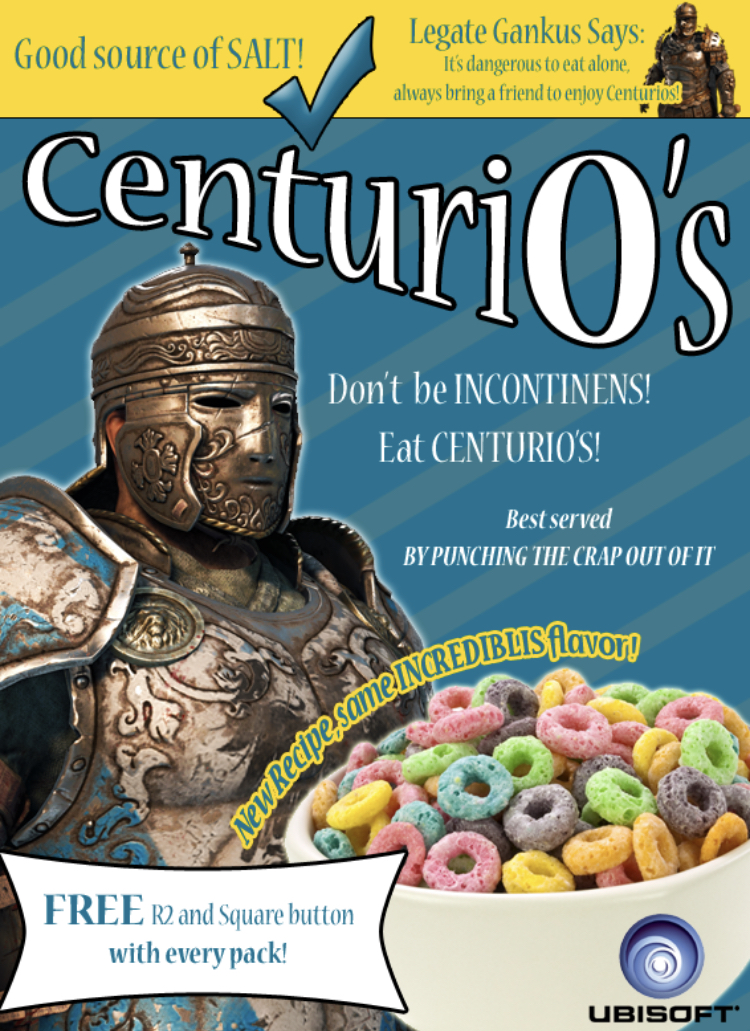 Good source of SALT!
Legate Gankus Says:
It's dangerous to eat alone,
always bring a friend to enjoy Centurios!
CenturiO's
Don't be INCONTINENS!
Eat CENTURIO'S!
Best served
BY PUNCHING THE CRAP OUT OF IT
New Recipe, same INCREDIBLIS flavor!
FREE R2 and Square button
with every pack!
UBISOFT